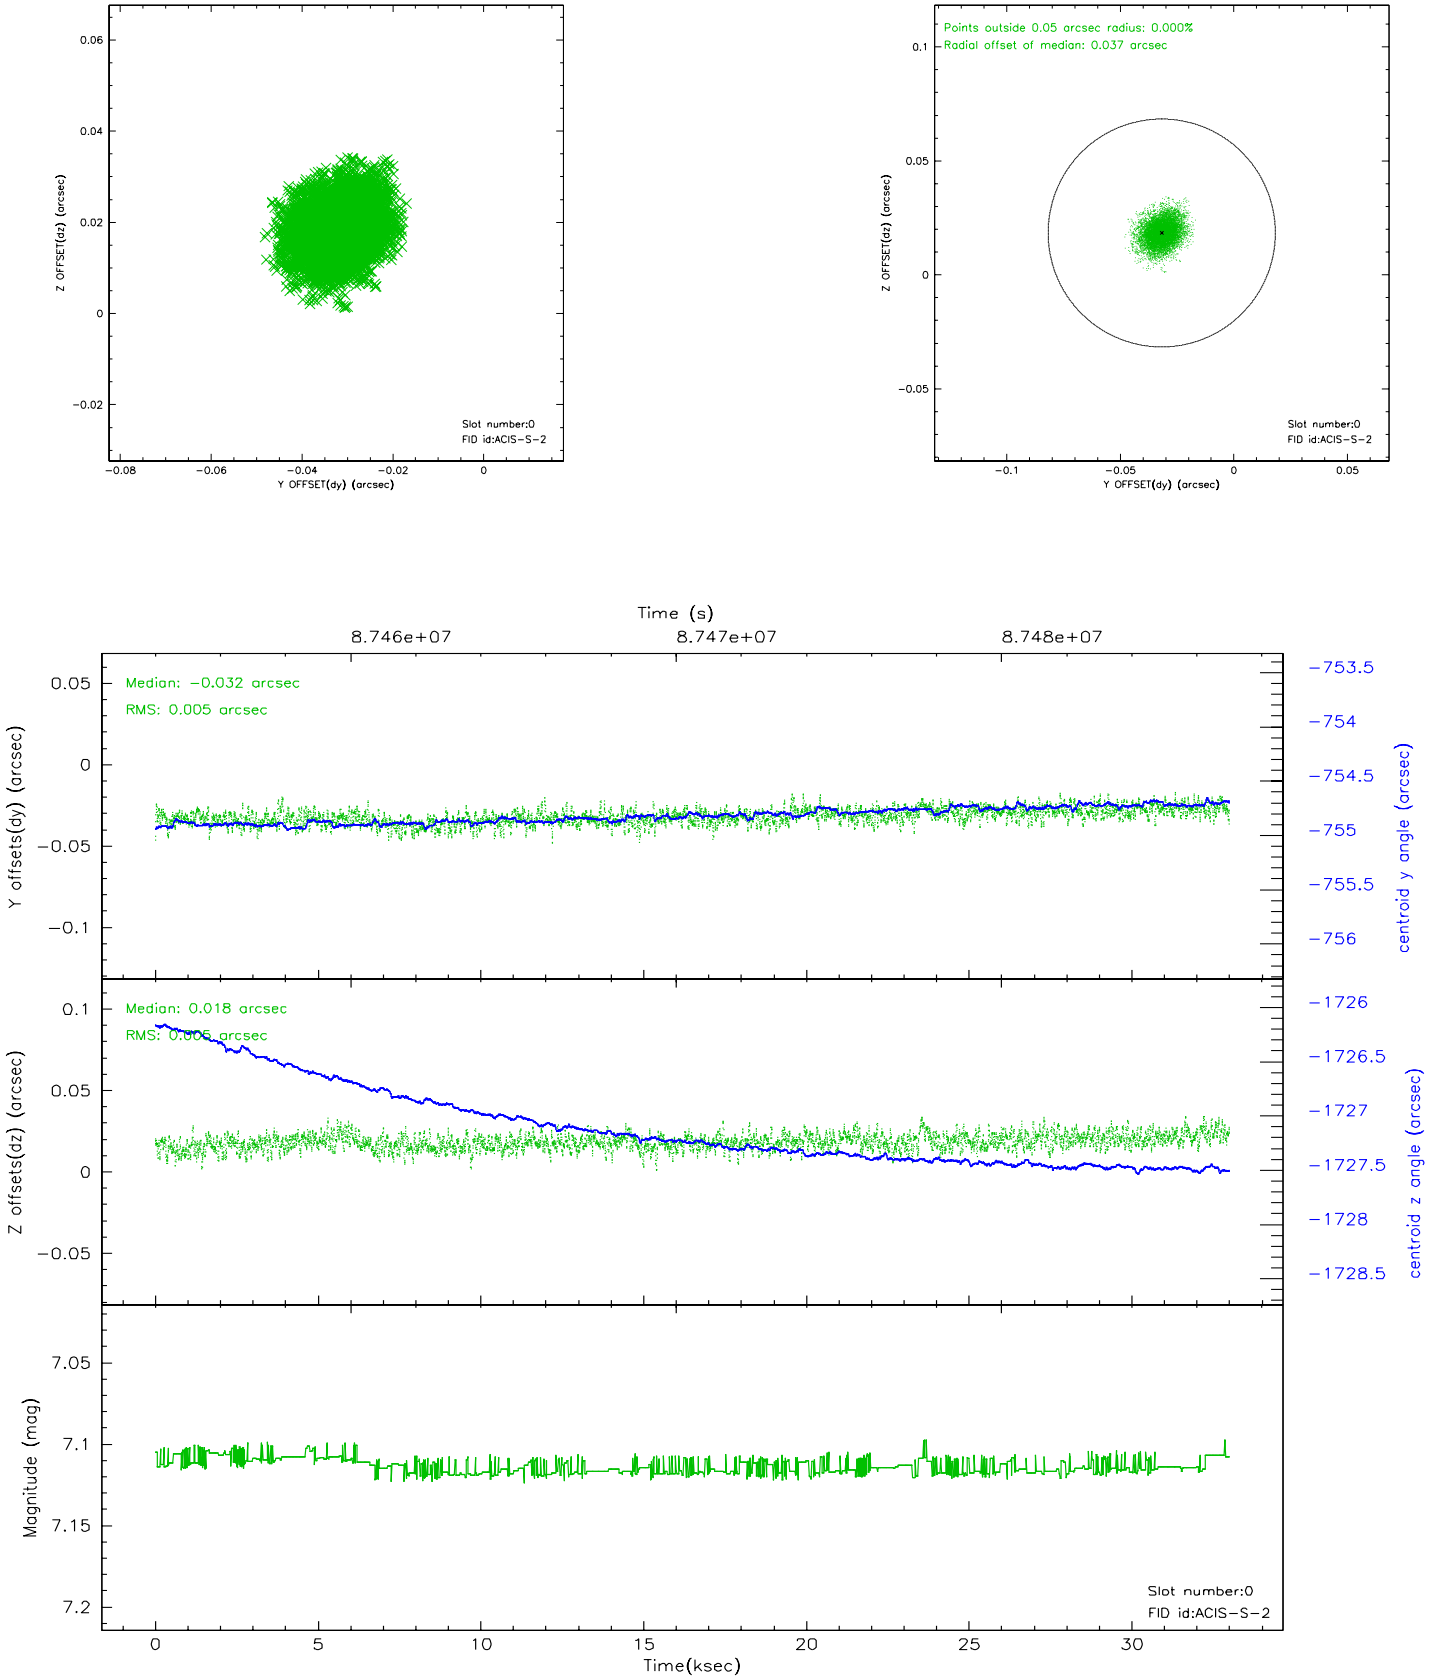 0.06
0.04
0.02
0
-0.02
Z OFFSET(dz) (arcsec)
Slot number:0
FID id:ACIS-S-2
-0.08 -0.06 -0.04 -0.02 0
Y OFFSET(dy) (arcsec)
Points outside 0.05 arcsec radius: 0.000%
Radial offset of median: 0.037 arcsec
0.1
0.05
0
-0.05
Z OFFSET(dz) (arcsec)
Slot number:0
FID id:ACIS-S-2
-0.1 -0.05 0 0.05
Y OFFSET(dy) (arcsec)
Time (s)
8.746e+07 8.747e+07 8.748e+07
Median: -0.032 arcsec
RMS: 0.005 arcsec
0.05
0
-0.05
-0.1
Y offsets(dy) (arcsec)
-753.5
-754
-754.5
-755
-755.5
-756
centroid y angle (arcsec)
Median: 0.018 arcsec
RMS: 0.005 arcsec
0.1
0.05
0
-0.05
Z offsets(dz) (arcsec)
-1726
-1726.5
-1727
-1727.5
-1728
-1728.5
centroid z angle (arcsec)
7.05
7.1
7.15
7.2
Magnitude (mag)
Slot number:0
FID id:ACIS-S-2
0 5 10 15 20 25 30
Time(ksec)